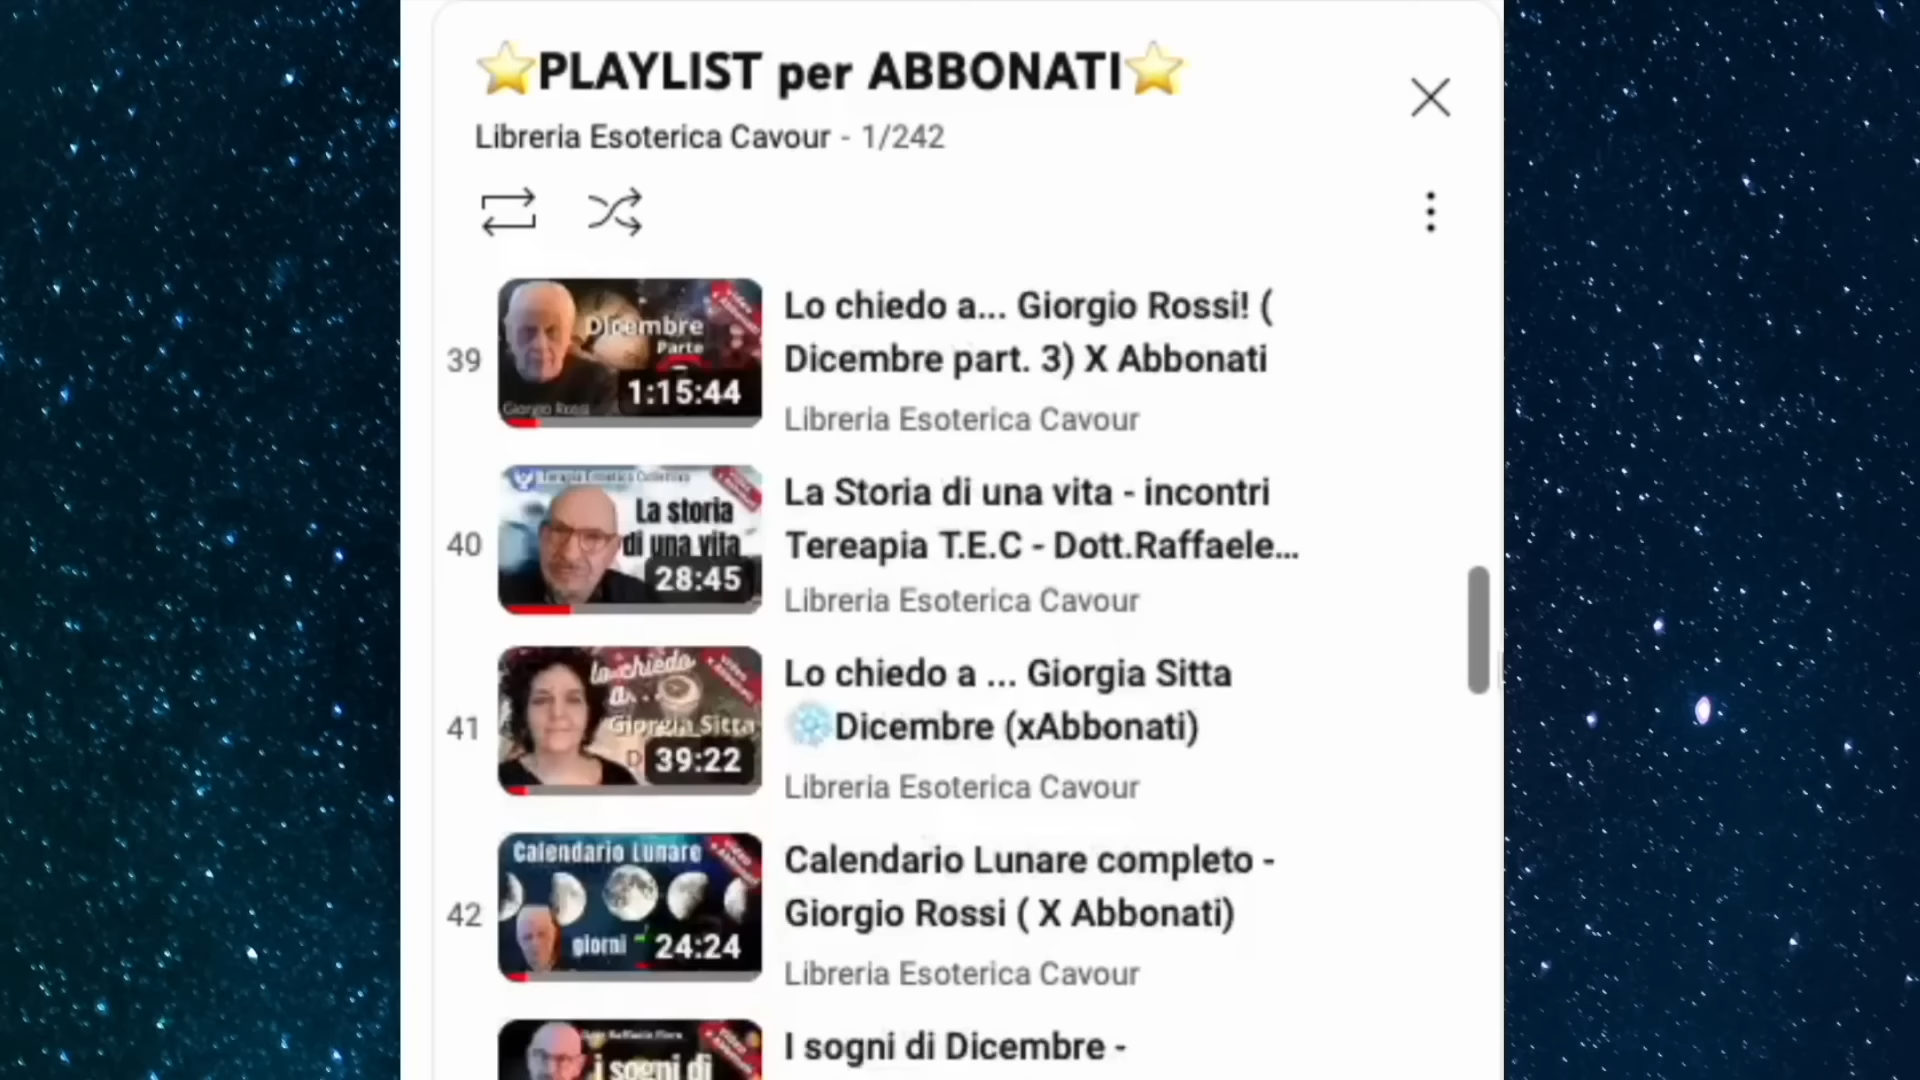 ⭐PLAYLIST per ABBONATI⭐
Libreria Esoterica Cavour - 1/242
39
Dicembre
Parte
1:15:44
Giorgio Rossi
Lo chiedo a... Giorgio Rossi! (
Dicembre part. 3) X Abbonati
Libreria Esoterica Cavour
40
La storia
di una vita
28:45
La Storia di una vita - incontri
Tereapia T.E.C - Dott.Raffaele...
Libreria Esoterica Cavour
41
lo chiedo
a...
Giorgia Sitta
D
39:22
Lo chiedo a ... Giorgia Sitta
❄️Dicembre (xAbbonati)
Libreria Esoterica Cavour
42
Calendario Lunare
giorni
24:24
Calendario Lunare completo -
Giorgio Rossi ( X Abbonati)
Libreria Esoterica Cavour
i sogni di
I sogni di Dicembre -